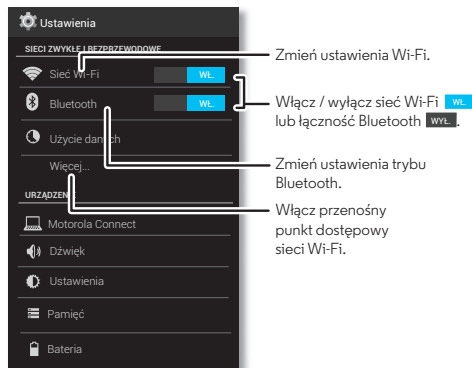 Ustawienia
SIECI ZWYKŁE I BEZPRZEWODOWE
Sieć Wi-Fi WŁ.
Bluetooth WŁ.
Użycie danych
Więcej...
URZĄDZENIE
Motorola Connect
Dźwięk
Ustawienia
Pamięć
Bateria
Zmień ustawienia Wi-Fi.
Włącz / wyłącz sieć Wi-Fi WŁ.
lub łączność Bluetooth WYŁ. .
Zmień ustawienia trybu
Bluetooth.
Włącz przenośny
punkt dostępowy
sieci Wi-Fi.